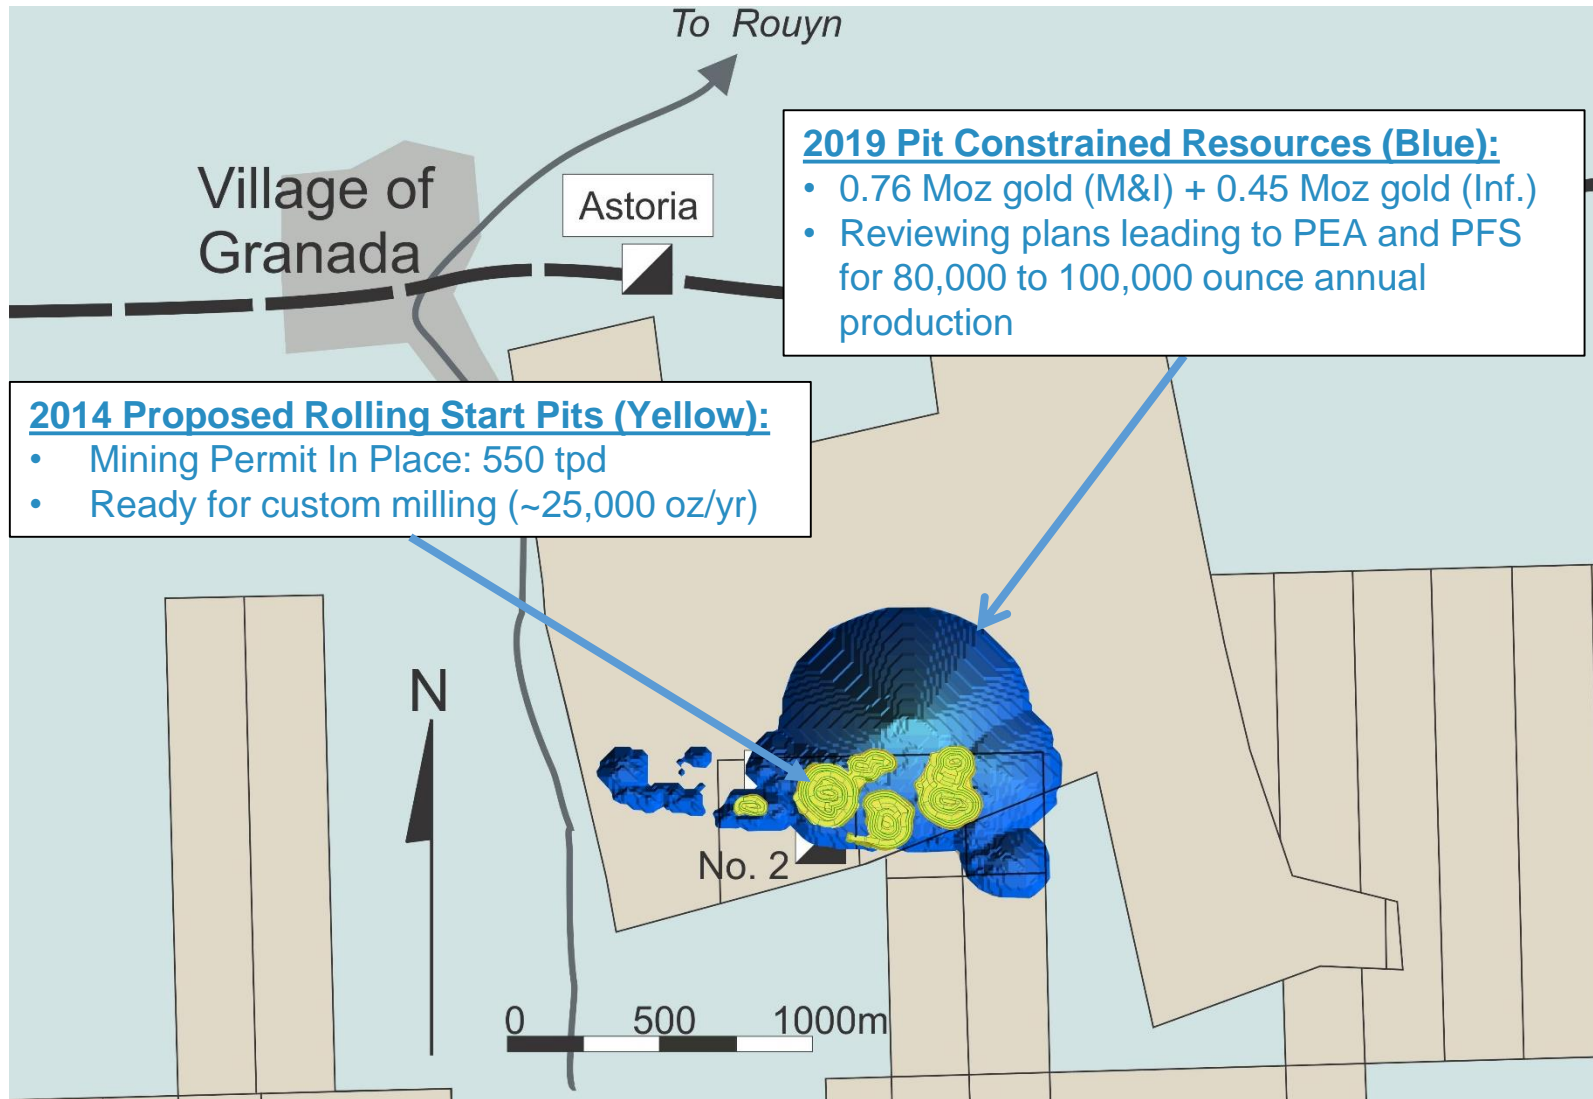 To Rouyn
2019 Pit Constrained Resources (Blue):
• 0.76 Moz gold (M&I) + 0.45 Moz gold (Inf.)
• Reviewing plans leading to PEA and PFS
for 80,000 to 100,000 ounce annual
production
Village of
Granada
Astoria
2014 Proposed Rolling Start Pits (Yellow):
• Mining Permit In Place: 550 tpd
• Ready for custom milling (~25,000 oz/yr)
N
No. 2
0 500 1000m